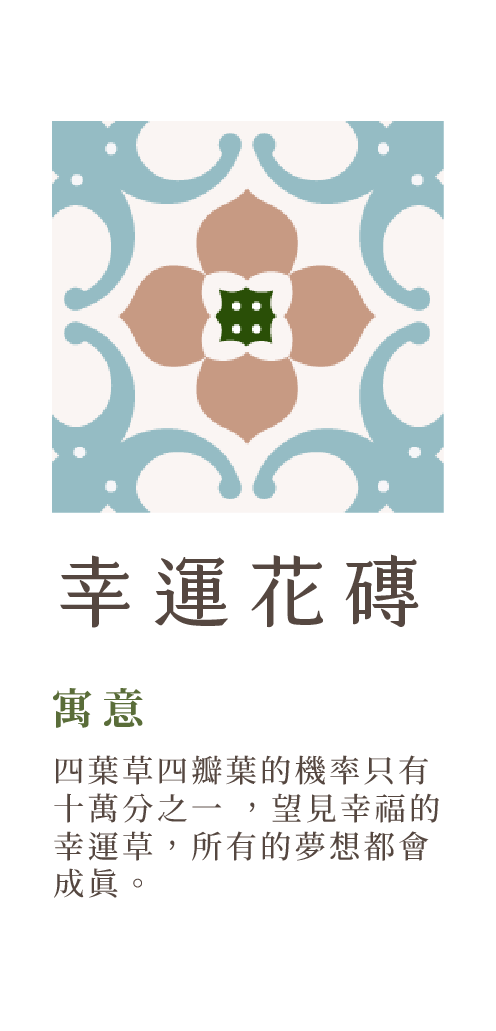 幸運花磚
寓意
四葉草四瓣葉的機率只有
十萬分之一 ，望見幸福的
幸運草，所有的夢想都會
成眞。